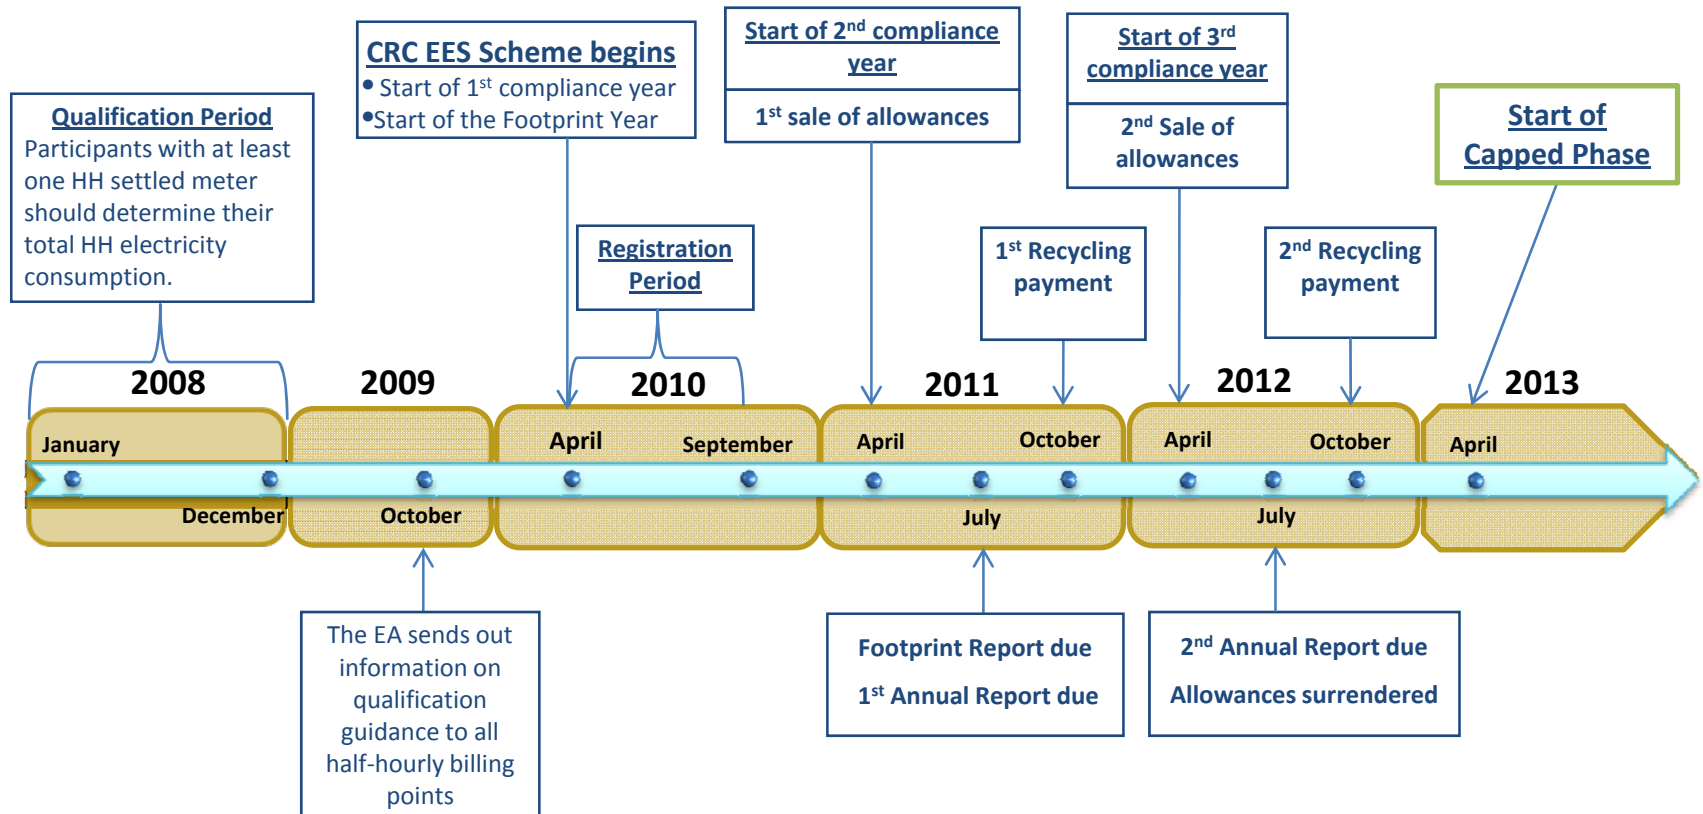 Qualification Period
Participants with at least
one HH settled meter
should determine their
total HH electricity
consumption.
CRC EES Scheme begins
• Start of 1st compliance year
•Start of the Footprint Year
Registration
Period
Start of 2nd compliance
year
1st sale of allowances
1st Recycling
payment
Start of 3rd
compliance year
2nd Sale of
allowances
2nd Recycling
payment
Start of
Capped Phase
2008
2009
2010
2011
2012
2013
January
December
October
April
September
April
July
October
April
July
October
April
The EA sends out
information on
qualification
guidance to all
half-hourly billing
points
Footprint Report due
1st Annual Report due
2nd Annual Report due
Allowances surrendered